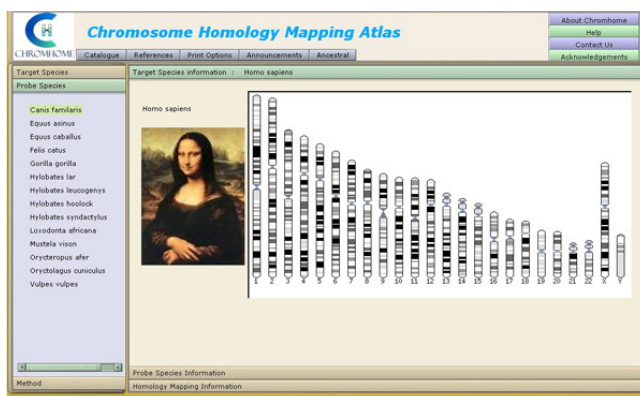 CHROMHOME
Chromosome Homology Mapping Atlas
About Chromhome
Help
Contact Us
Acknowledgements
Catalogue References Print Options Announcements Ancestral
Target Species
Probe Species
Canis familaris
Equus asinus
Equus caballus
Felis catus
Gorilla gorilla
Hylobates lar
Hylobates leucogenys
Hylobates hoolock
Hylobates syndactylus
Loxodonta africana
Mustela vison
Orycteropus afer
Oryctolagus cuniculus
Vulpes vulpes
Method
Target Species information : Homo sapiens
Homo sapiens
1 2 3 4 5 6 7 8 9 10 11 12 13 14 15 16 17 18 19 20 21 22 X Y
Probe Species Information
Homology Mapping Information